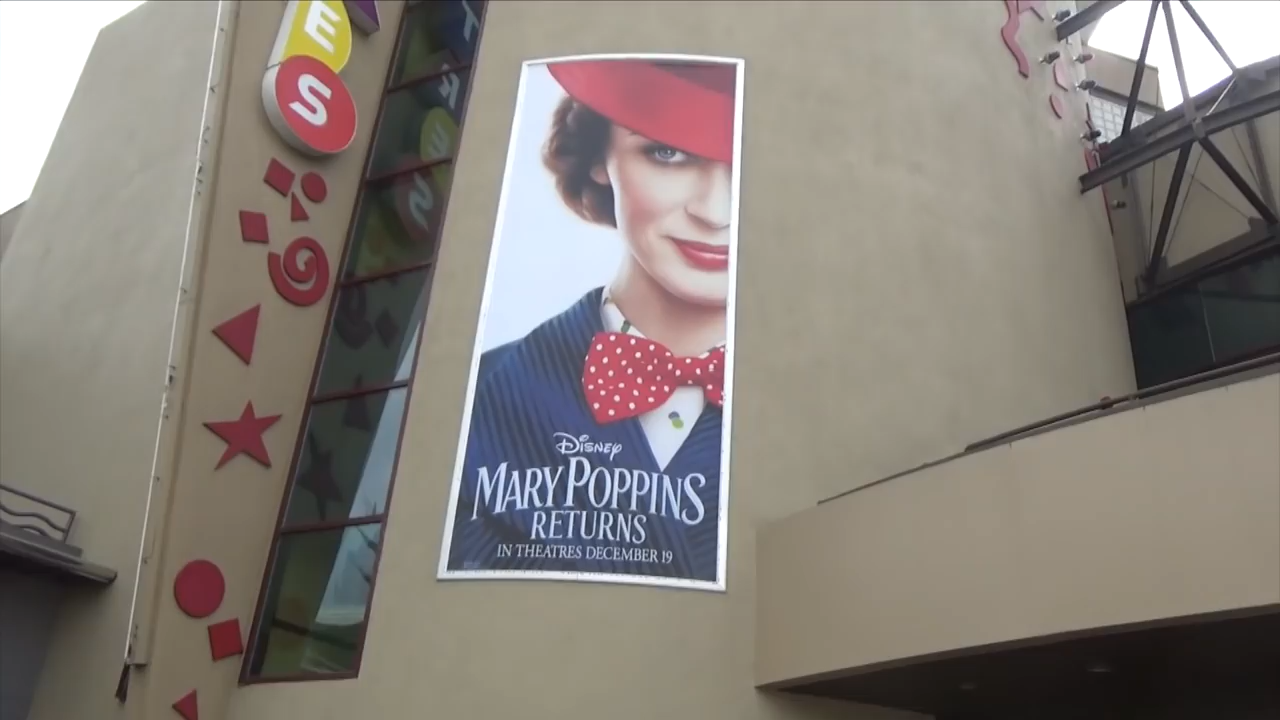 E
S
DISNEY
MARY POPPINS
RETURNS
IN THEATRES DECEMBER 19